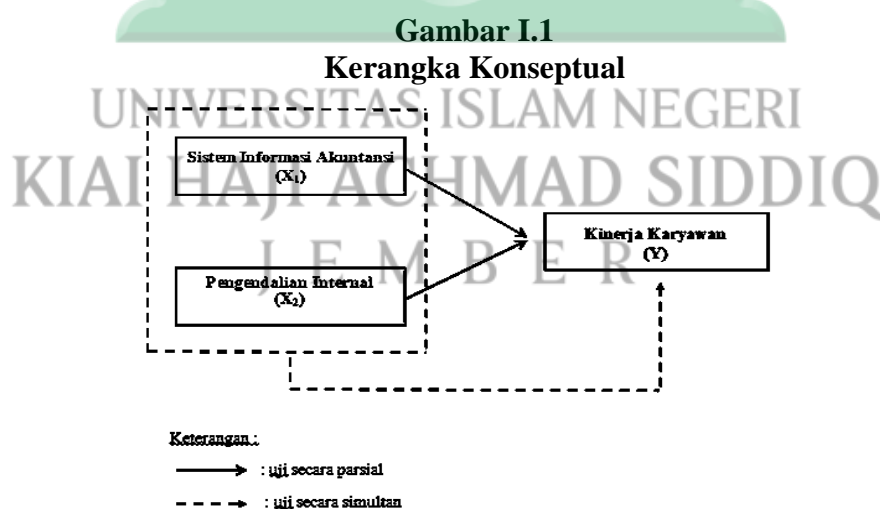 Gambar I.1
Kerangka Konseptual
UNIVERSITAS ISLAM NEGERI
KIAI HAJI ACHMAD SIDDIQ
J E M B E R
Sistem Informasi Akuntansi
(X₁)
Pengendalian Internal
(X₂)
Kinerja Karyawan
(Y)
Keterangan :
: uji secara parsial
: uji secara simultan